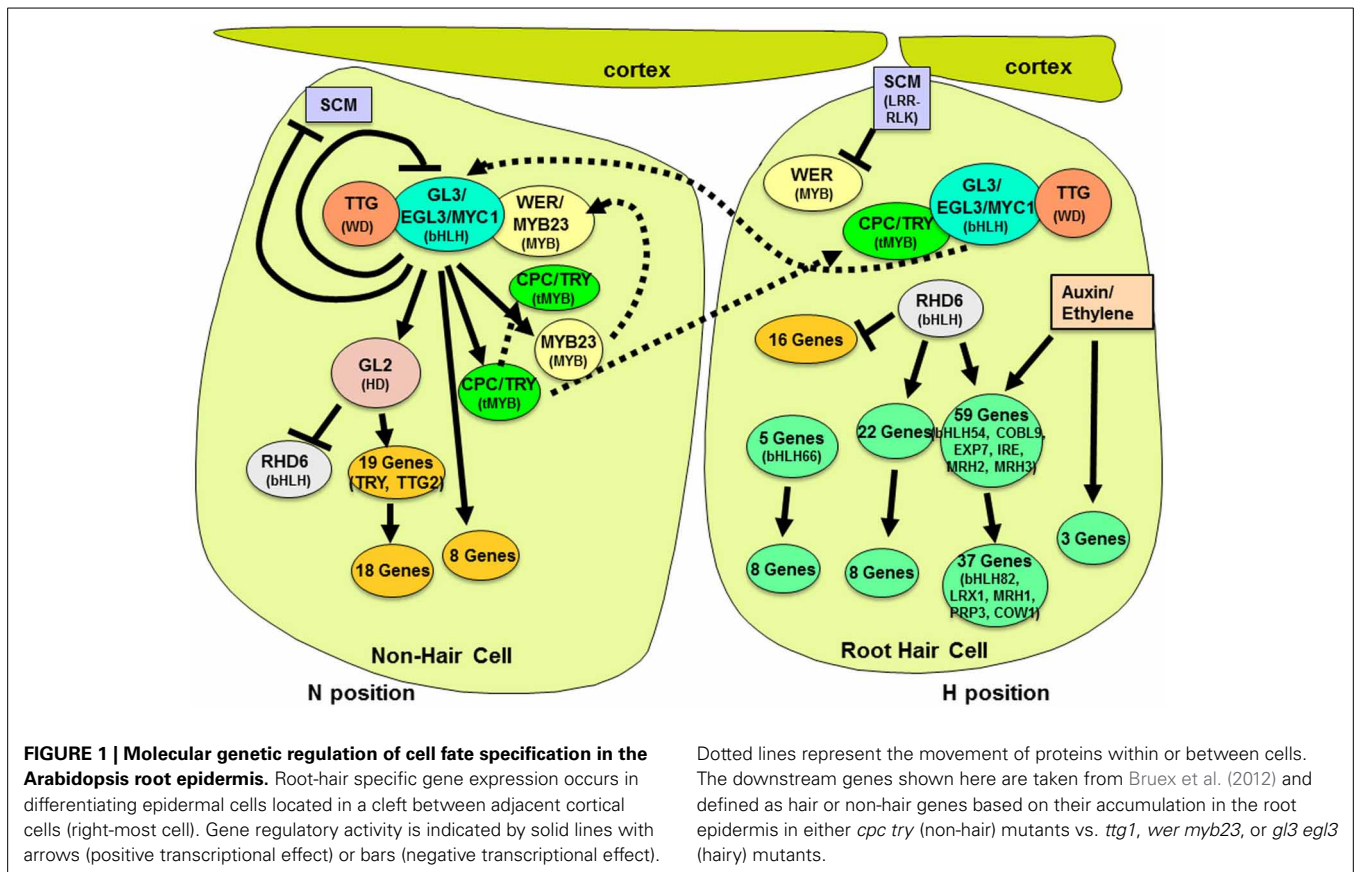 cortex
cortex
SCM
TTG
(WD)
GL3/
EGL3/MYC1
(bHLH)
WER/
MYB23
(MYB)
CPC/TRY
(tMYB)
MYB23
(MYB)
CPC/TRY
(tMYB)
GL2
(HD)
RHD6
(bHLH)
19 Genes
(TRY, TTG2)
18 Genes
8 Genes
Non-Hair Cell
N position
SCM
(LRR-
RLK)
WER
(MYB)
CPC/TRY
(tMYB)
GL3/
EGL3/MYC1
(bHLH)
TTG
(WD)
RHD6
(bHLH)
Auxin/
Ethylene
16 Genes
5 Genes
(bHLH66)
22 Genes
59 Genes
(bHLH54, COBL9,
EXP7, IRE,
MRH2, MRH3)
8 Genes
8 Genes
37 Genes
(bHLH82,
LRX1, MRH1,
PRP3, COW1)
3 Genes
Root Hair Cell
H position
FIGURE 1 | Molecular genetic regulation of cell fate specification in the
Arabidopsis root epidermis. Root-hair specific gene expression occurs in
differentiating epidermal cells located in a cleft between adjacent cortical
cells (right-most cell). Gene regulatory activity is indicated by solid lines with
arrows (positive transcriptional effect) or bars (negative transcriptional effect).
Dotted lines represent the movement of proteins within or between cells.
The downstream genes shown here are taken from Bruex et al. (2012) and
defined as hair or non-hair genes based on their accumulation in the root
epidermis in either cpc try (non-hair) mutants vs. ttg1, wer myb23, or gl3 egl3
(hairy) mutants.